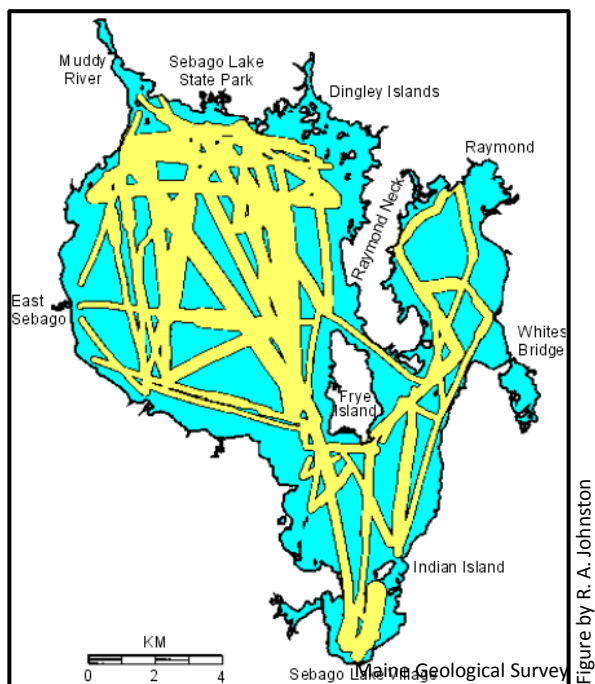 Muddy
River
Sebago Lake
State Park
Dingley Islands
Raymond
Raymond Neck
East
Sebago
Whites
Bridge
Frye
Island
Indian Island
KM
0 2 4
Sebago Lake Village
Maine Geological Survey
Figure by R. A. Johnston